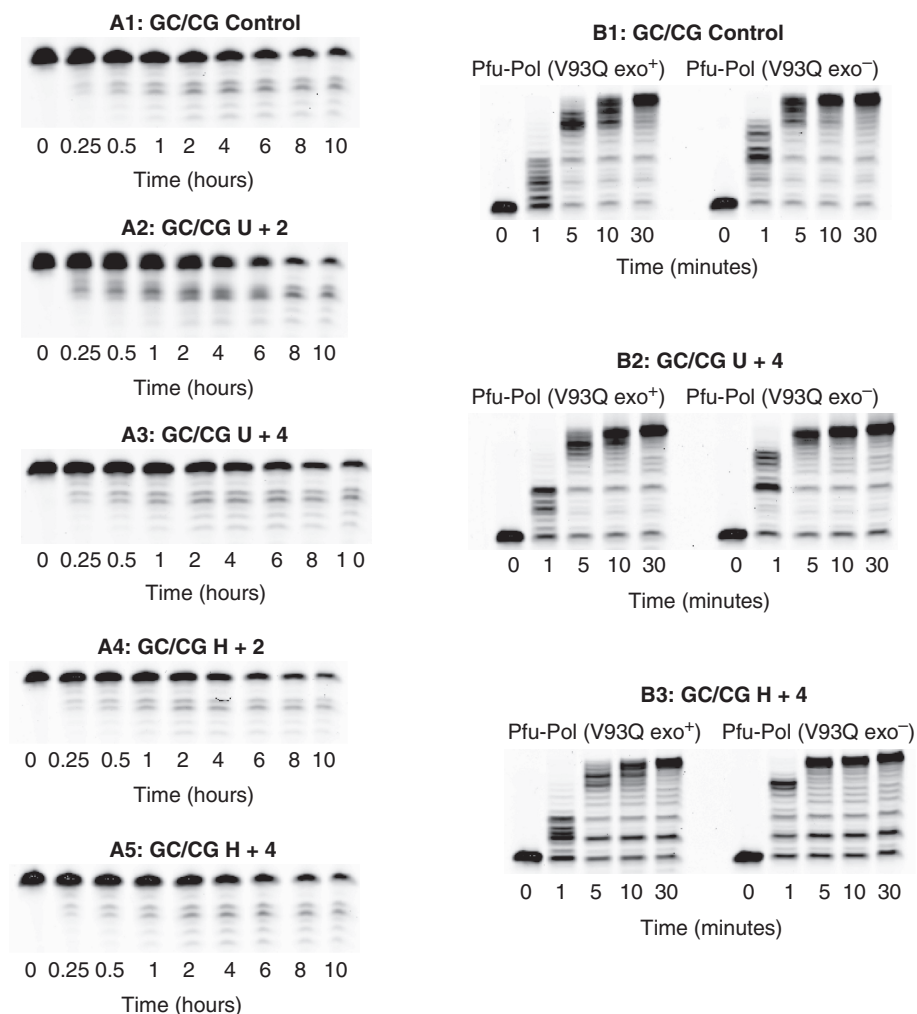 A1: GC/CG Control
0 0.25 0.5 1 2 4 6 8 10
Time (hours)
A2: GC/CG U + 2
0 0.25 0.5 1 2 4 6 8 10
Time (hours)
A3: GC/CG U + 4
0 0.25 0.5 1 2 4 6 8 1 0
Time (hours)
A4: GC/CG H + 2
0 0.25 0.5 1 2 4 6 8 10
Time (hours)
A5: GC/CG H + 4
0 0.25 0.5 1 2 4 6 8 10
Time (hours)
B1: GC/CG Control
Pfu-Pol (V93Q exo⁺) Pfu-Pol (V93Q exo⁻)
0 1 5 10 30 0 1 5 10 30
Time (minutes)
B2: GC/CG U + 4
Pfu-Pol (V93Q exo⁺) Pfu-Pol (V93Q exo⁻)
0 1 5 10 30 0 1 5 10 30
Time (minutes)
B3: GC/CG H + 4
Pfu-Pol (V93Q exo⁺) Pfu-Pol (V93Q exo⁻)
0 1 5 10 30 0 1 5 10 30
Time (minutes)